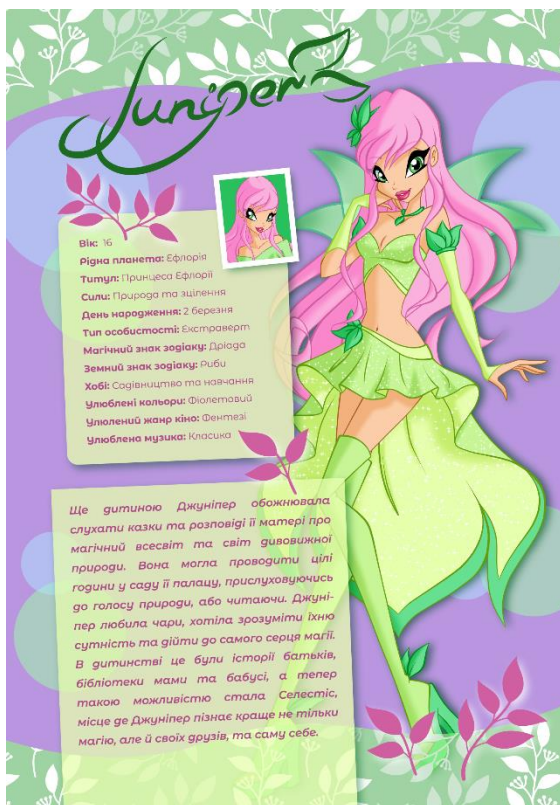 Juniper
Вік: 16
Рідна планета: Ефлорія
Титул: Принцеса Ефлорії
Сили: Природа та зцілення
День народження: 2 березня
Тип особистості: Екстраверт
Магічний знак зодіаку: Дріада
Земний знак зодіаку: Риби
Хобі: Содівництво та навчання
Улюблені кольори: Фіолетовий
Улюлений жанр кіно: Фентезі
Улюблена музика: Класика
Ще дитиною Джуніпер обожнювала
слухати казки та розповіді її матері про
магічний всесвіт та світ дивовижної
природи. Вона могла проводити цілі
години у саду її палацу, прислуховуючись
до голосу природи, або читаючи. Джуні-
пер любила чари, хотіла зрозуміти їхню
сутність та дійти до самого серця магії.
В дитинстві це були історії батьків,
бібліотеки мами та бабусі, а тепер
такою можливістю стала Селестіс,
місце де Джуніпер пізнає краще не тільки
магію, але й своїх друзів, та саму себе.